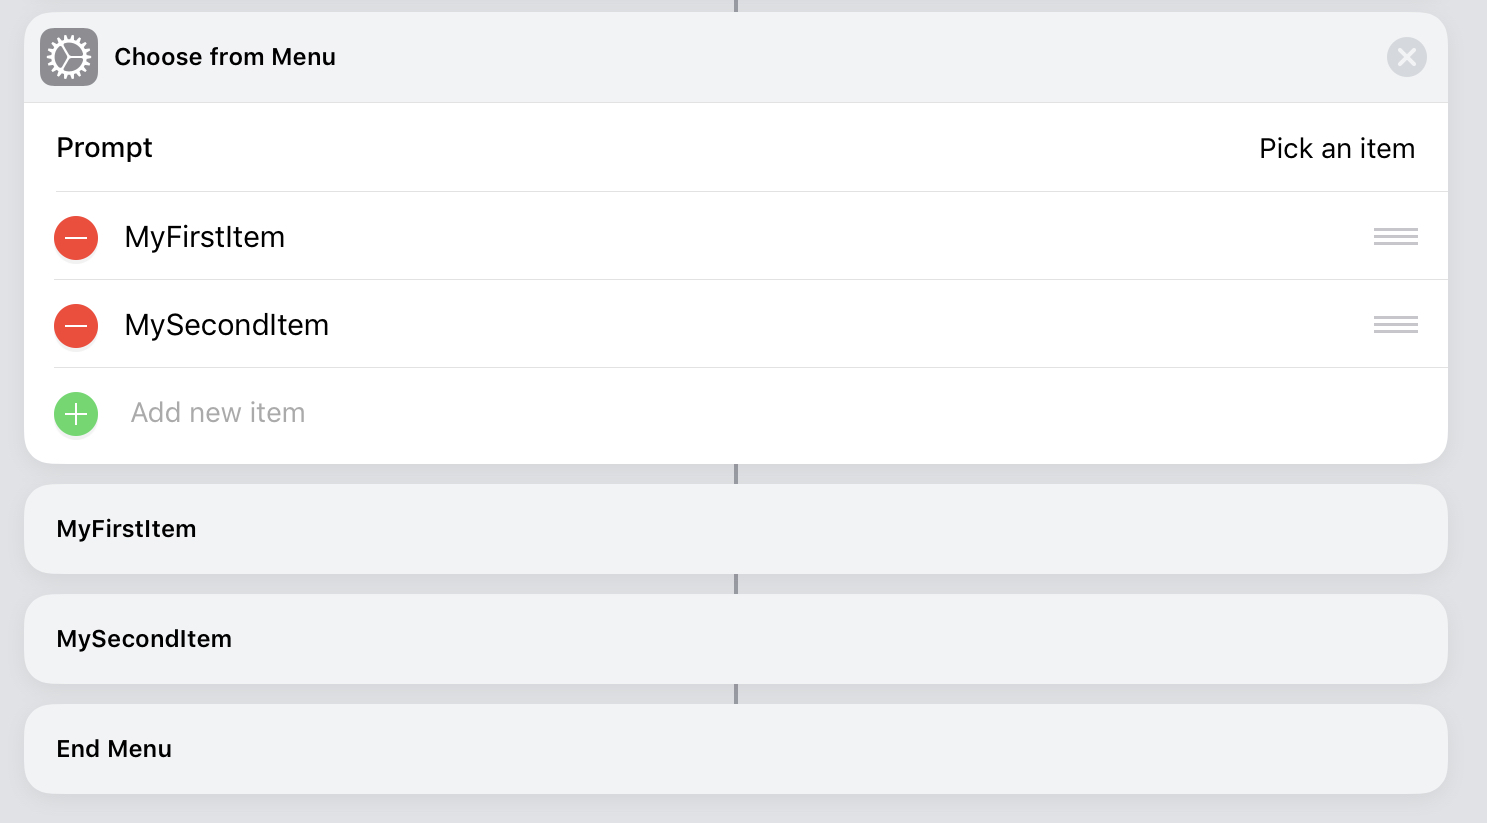 Choose from Menu
Prompt
Pick an item
MyFirstItem
MySecondItem
Add new item
MyFirstItem
MySecondItem
End Menu